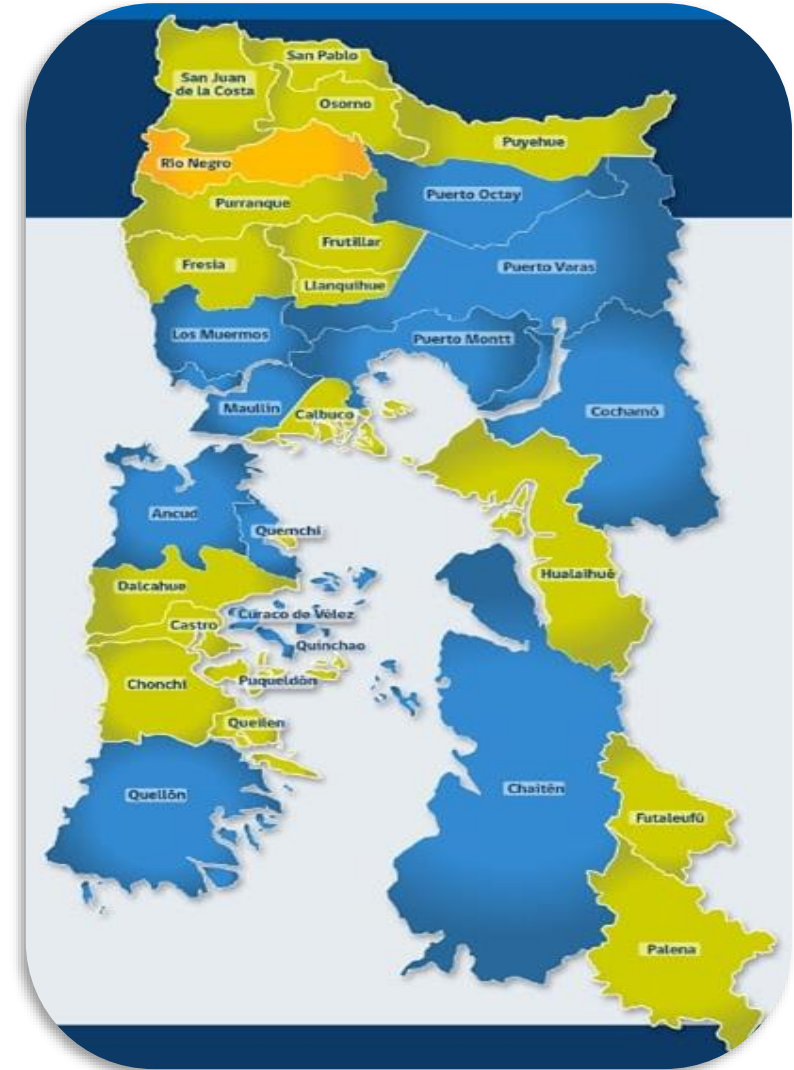 San Pablo
San Juan
de la Costa
Osorno
Puyehue
Río Negro
Puerto Octay
Purranque
Frutillar
Fresia
Puerto Varas
Llanquihue
Los Muermos
Puerto Montt
Maullín
Calbuco
Cochamó
Ancud
Quemchi
Hualaihué
Dalcahue
Curaco de Vélez
Castro
Quinchao
Chonchi
Puqueldón
Queilen
Chaitén
Quellón
Futaleufú
Palena